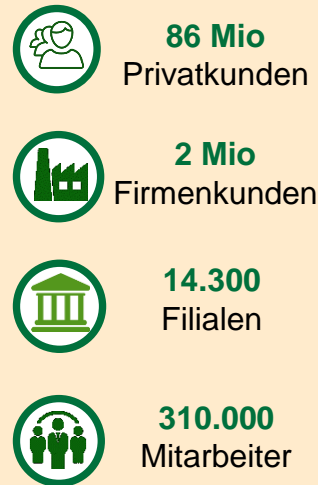 86 Mio
Privatkunden
2 Mio
Firmenkunden
14.300
Filialen
310.000
Mitarbeiter